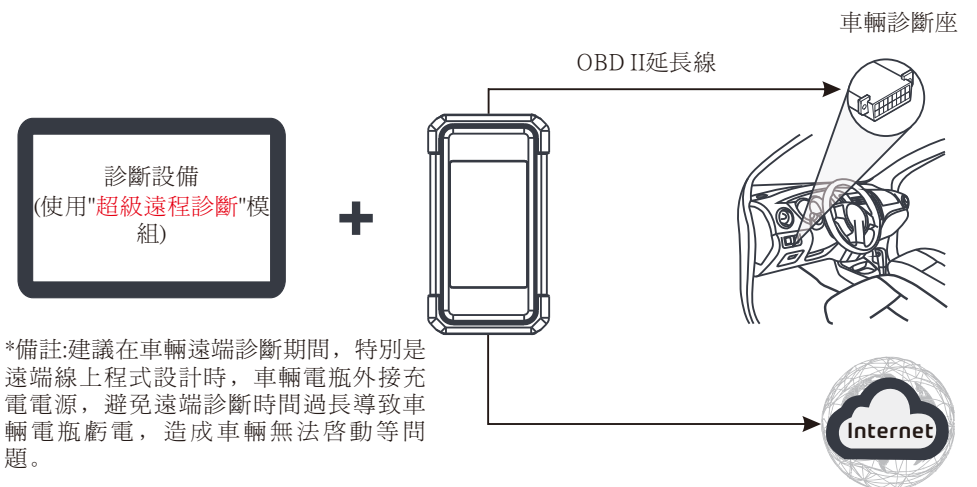 車輛診斷座
OBD II延長線
診斷設備
(使用"超級遠程診斷"模
組)
*備註:建議在車輛遠端診斷期間，特別是
遠端線上程式設計時，車輛電瓶外接充
電電源，避免遠端診斷時間過長導致車
輛電瓶虧電，造成車輛無法啓動等問
題。
Internet